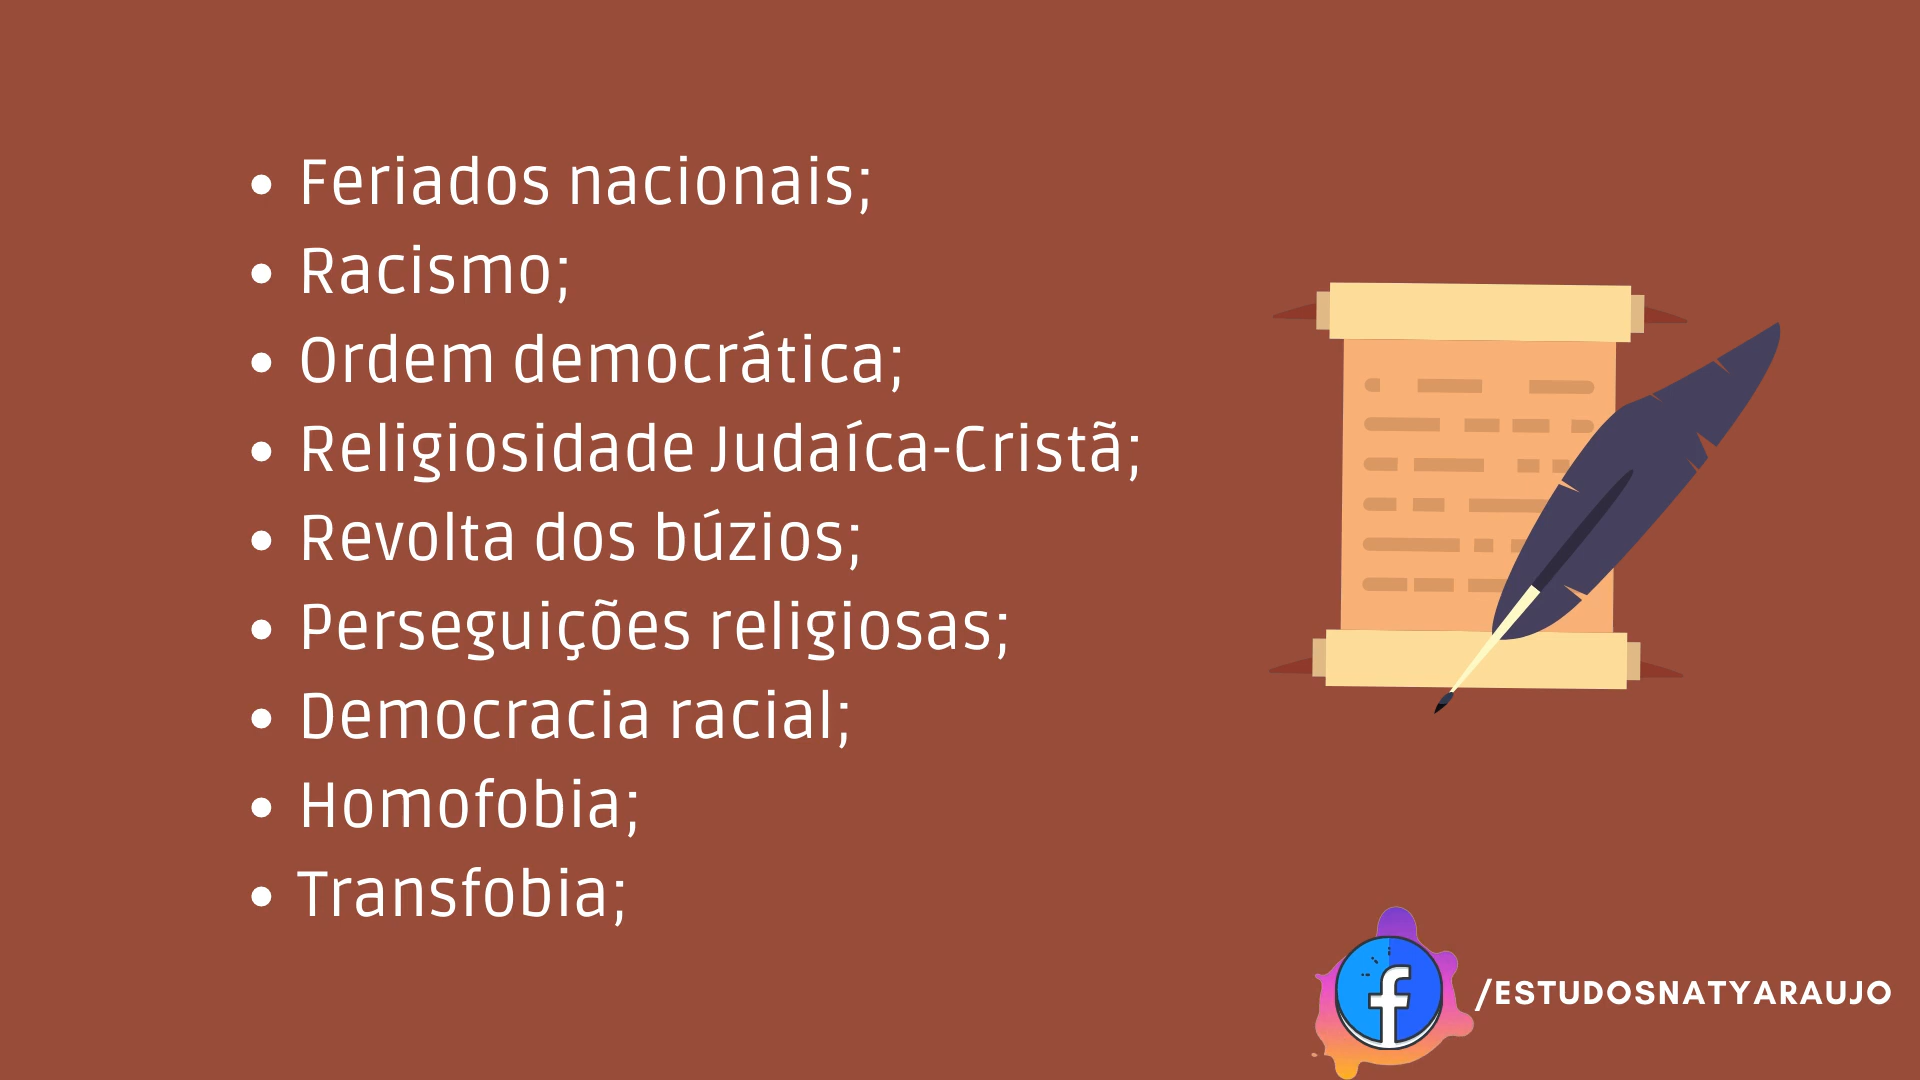 • Feriados nacionais;
• Racismo;
• Ordem democrática;
• Religiosidade Judaíca-Cristã;
• Revolta dos búzios;
• Perseguições religiosas;
• Democracia racial;
• Homofobia;
• Transfobia;
/ESTUDOSNATYARAUJO